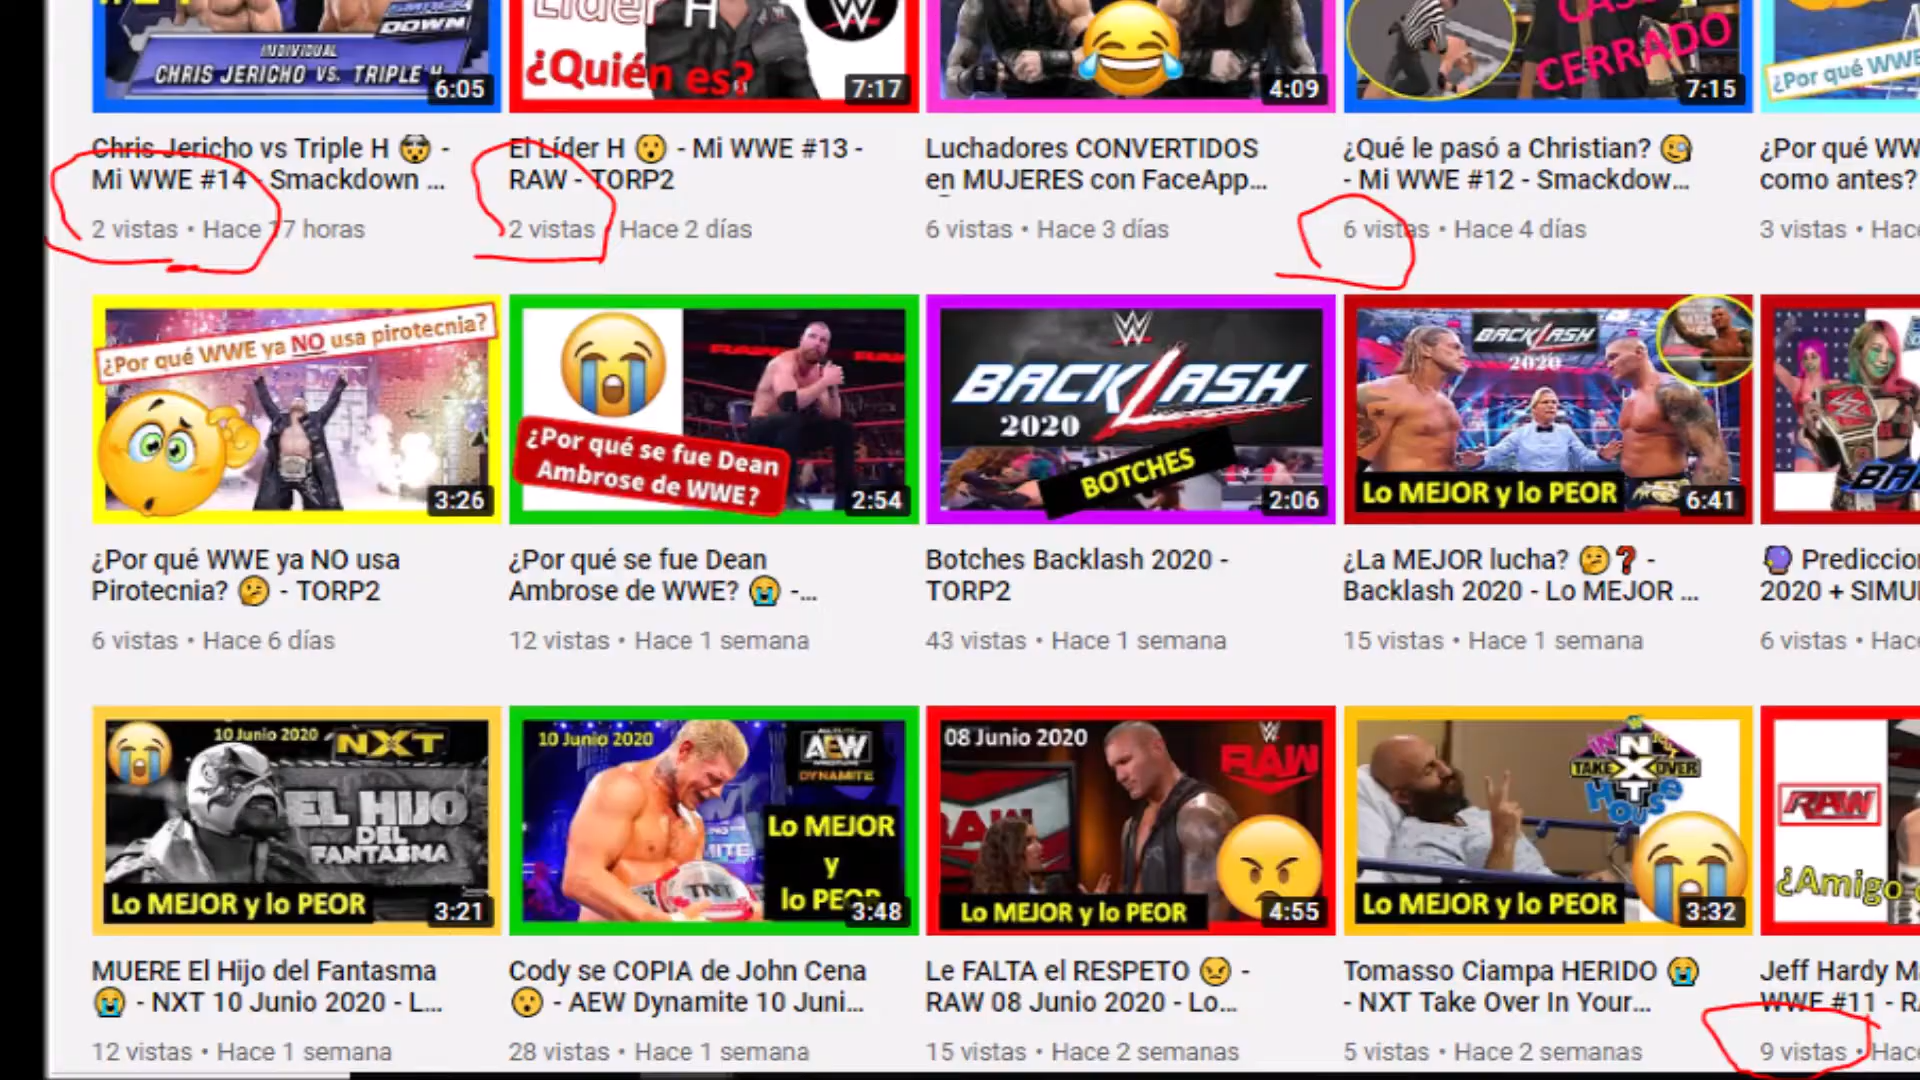 SMACK
DOWN
INDIVIDUAL
CHRIS JERICHO VS. TRIPLE H
6:05
Líder H
¿Quién es?
W
7:17
4:09
CERRADO
7:15
¿Por qué WWE
Chris Jericho vs Triple H 🤯 -
Mi WWE #14 - Smackdown ...
2 vistas • Hace 17 horas
El Líder H 😯 - Mi WWE #13 -
RAW - TORP2
2 vistas • Hace 2 días
Luchadores CONVERTIDOS
en MUJERES con FaceApp...
6 vistas • Hace 3 días
¿Qué le pasó a Christian? 🧐
- Mi WWE #12 - Smackdow...
6 vistas • Hace 4 días
¿Por qué WW
como antes?
3 vistas • Hac
¿Por qué WWE ya NO usa pirotecnia?
3:26
¿Por qué se fue Dean
Ambrose de WWE?
2:54
W
BACKLASH
2020
BOTCHES
2:06
BACKLASH
2020
Lo MEJOR y lo PEOR
6:41
¿Por qué WWE ya NO usa
Pirotecnia? 🤔 - TORP2
6 vistas • Hace 6 días
¿Por qué se fue Dean
Ambrose de WWE? 😭 -...
12 vistas • Hace 1 semana
Botches Backlash 2020 -
TORP2
43 vistas • Hace 1 semana
¿La MEJOR lucha? 🤔❓ -
Backlash 2020 - Lo MEJOR ...
15 vistas • Hace 1 semana
🔮 Prediccion
2020 + SIMU
6 vistas • Hac
10 Junio 2020
NXT
EL HIJO
DEL
FANTASMA
Lo MEJOR y lo PEOR
3:21
10 Junio 2020
AEW
DYNAMITE
TNT
Lo MEJOR
y
lo PEOR
3:48
08 Junio 2020
RAW
Lo MEJOR y lo PEOR
4:55
IN YOUR
NXT
TAKE OVER
HOUSE
Lo MEJOR y lo PEOR
3:32
RAW
¿Amigo
MUERE El Hijo del Fantasma
😭 - NXT 10 Junio 2020 - L...
12 vistas • Hace 1 semana
Cody se COPIA de John Cena
😯 - AEW Dynamite 10 Juni...
28 vistas • Hace 1 semana
Le FALTA el RESPETO 😠 -
RAW 08 Junio 2020 - Lo...
15 vistas • Hace 2 semanas
Tomasso Ciampa HERIDO 😭
- NXT Take Over In Your...
5 vistas • Hace 2 semanas
Jeff Hardy M
WWE #11 - R
9 vistas • Hac